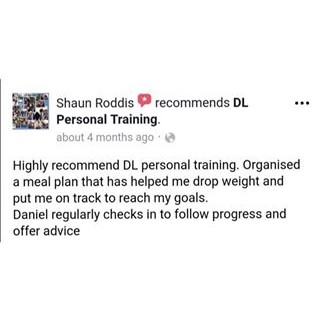 Shaun Roddis recommends DL
Personal Training.
about 4 months ago ·
Highly recommend DL personal training. Organised
a meal plan that has helped me drop weight and
put me on track to reach my goals.
Daniel regularly checks in to follow progress and
offer advice